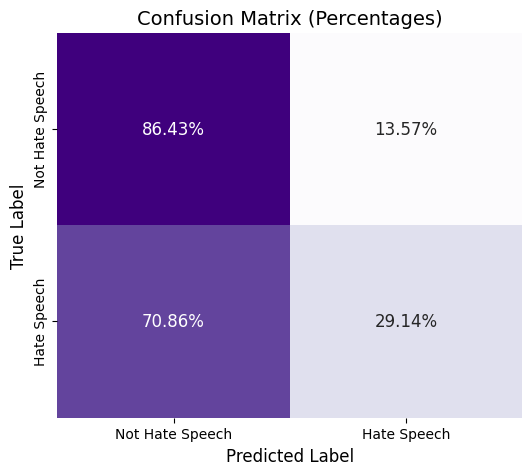 Confusion Matrix (Percentages)
True Label
Not Hate Speech
86.43%
13.57%
Hate Speech
70.86%
29.14%
Not Hate Speech
Hate Speech
Predicted Label